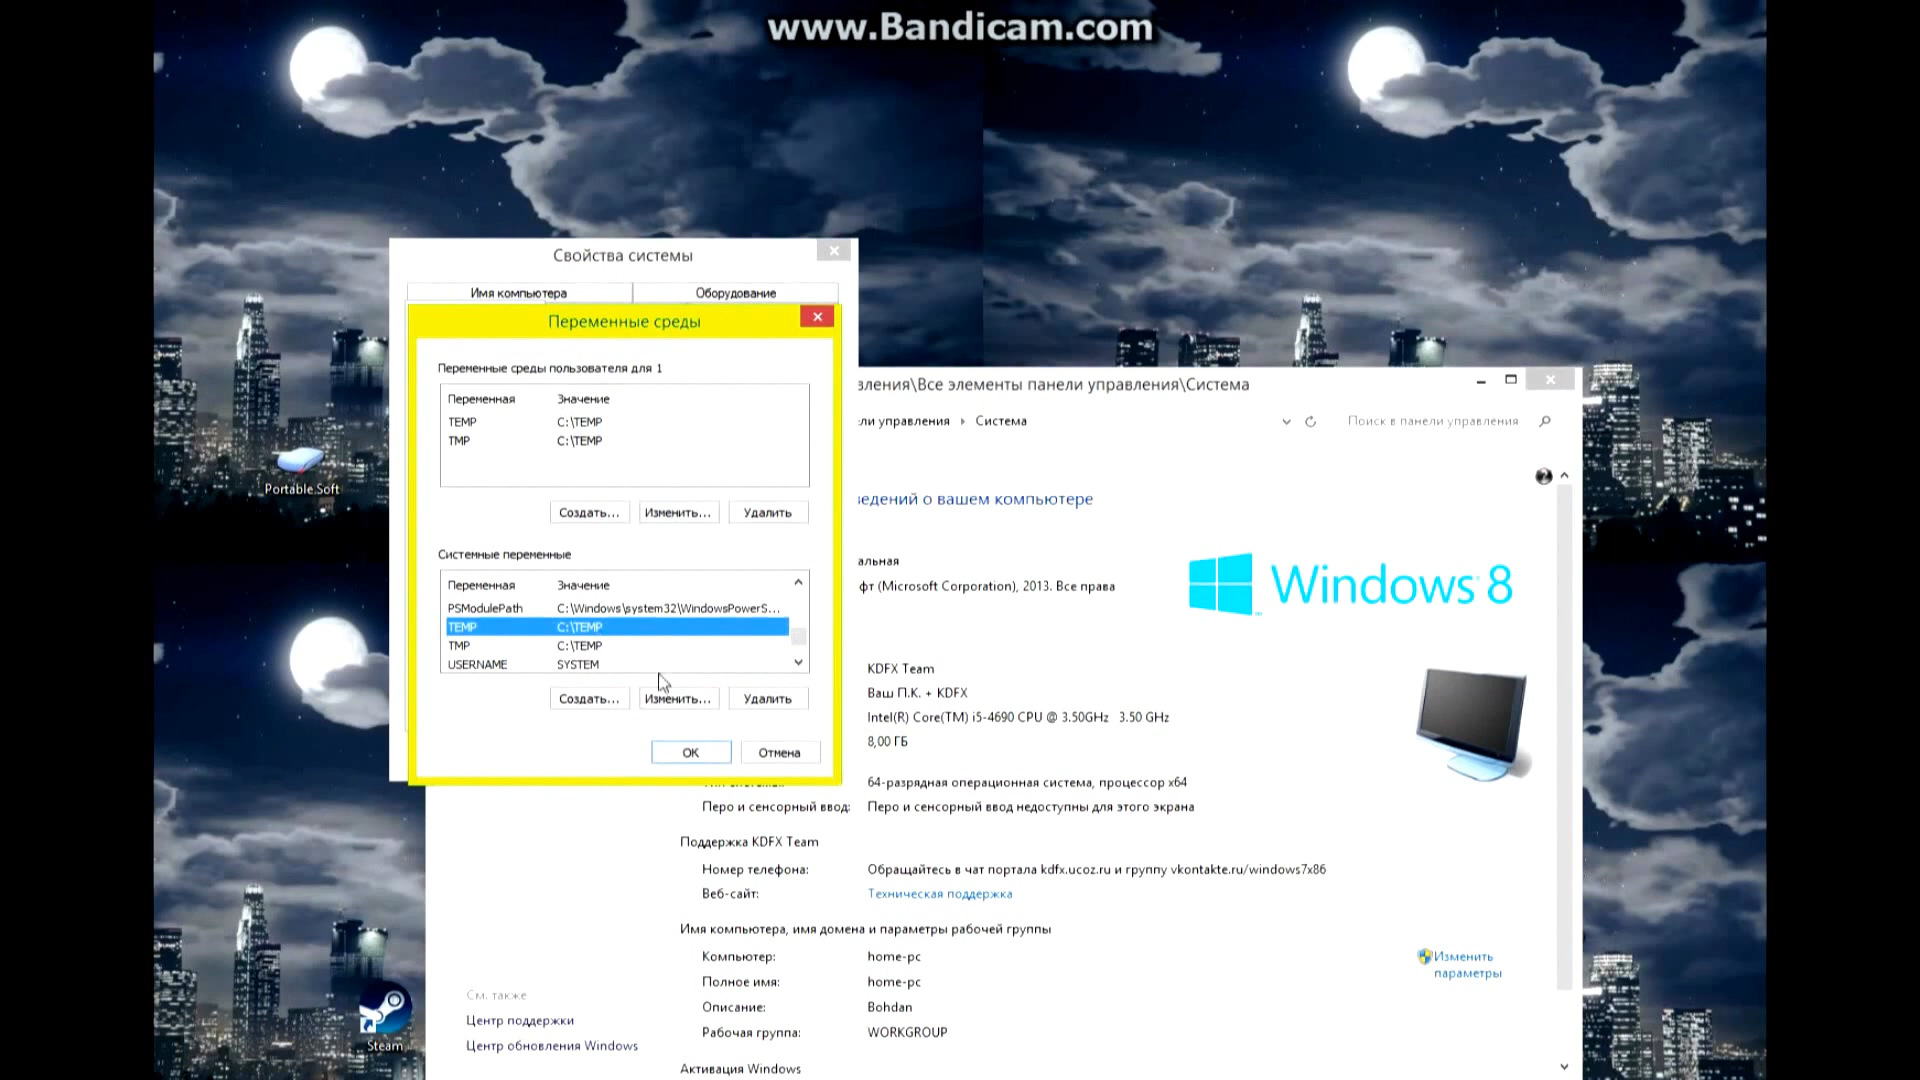 www.Bandicam.com
Свойства системы
Имя компьютера
Оборудование
Переменные среды
Переменные среды пользователя для 1
Переменная Значение
TEMP C:\TEMP
TMP C:\TEMP
Создать... Изменить... Удалить
Системные переменные
Переменная Значение
PSModulePath C:\Windows\system32\WindowsPowerS...
TEMP C:\TEMP
TMP C:\TEMP
USERNAME SYSTEM
Создать... Изменить... Удалить
OK Отмена
Portable.Soft
Steam
вления\Все элементы панели управления\Система
ли управления Система
Поиск в панели управления
ведений о вашем компьютере
альная
фт (Microsoft Corporation), 2013. Все права
Windows 8
KDFX Team
Ваш П.К. + KDFX
Intel(R) Core(TM) i5-4690 CPU @ 3.50GHz 3.50 GHz
8,00 ГБ
64-разрядная операционная система, процессор x64
Перо и сенсорный ввод: Перо и сенсорный ввод недоступны для этого экрана
Поддержка KDFX Team
Номер телефона: Обращайтесь в чат портала kdfx.ucoz.ru и группу vkontakte.ru/windows7x86
Веб-сайт: Техническая поддержка
Имя компьютера, имя домена и параметры рабочей группы
Компьютер: home-pc
Полное имя: home-pc
Описание: Bohdan
Рабочая группа: WORKGROUP
Изменить
параметры
Активация Windows
См. также
Центр поддержки
Центр обновления Windows